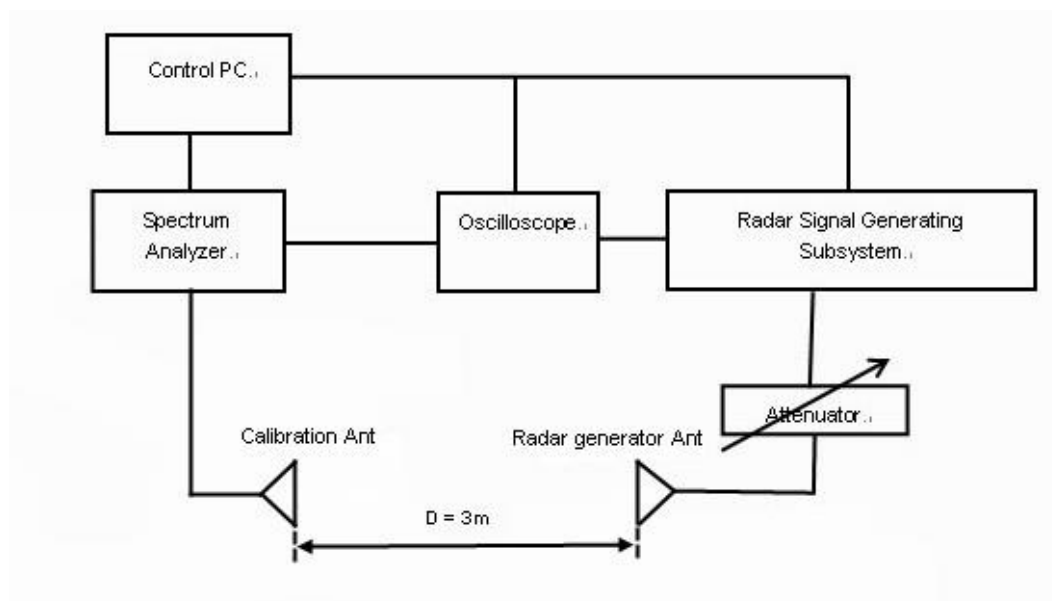 Control PC
Spectrum
Analyzer
Oscilloscope
Radar Signal Generating
Subsystem
Attenuator
Calibration Ant
Radar generator Ant
D = 3m